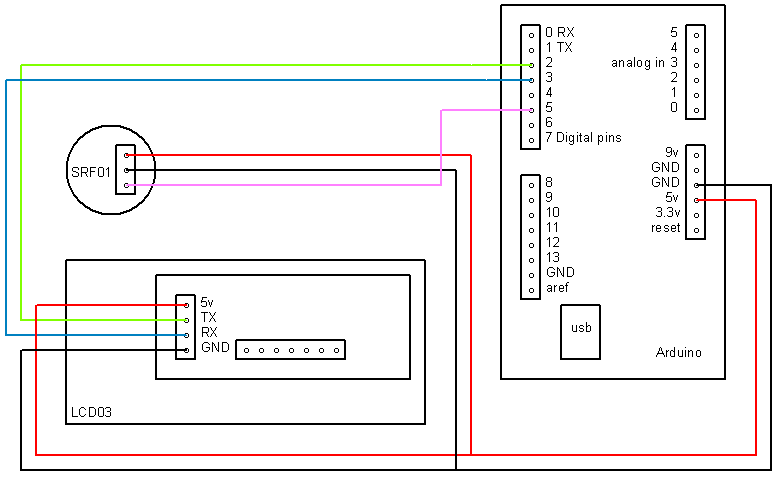 0 RX
1 TX
2
3
4
5
6
7 Digital pins
5
4
analog in 3
2
1
0
SRF01
9v
GND
GND
5v
3.3v
reset
8
9
10
11
12
13
GND
aref
5v
TX
RX
GND
LCD03
usb
Arduino